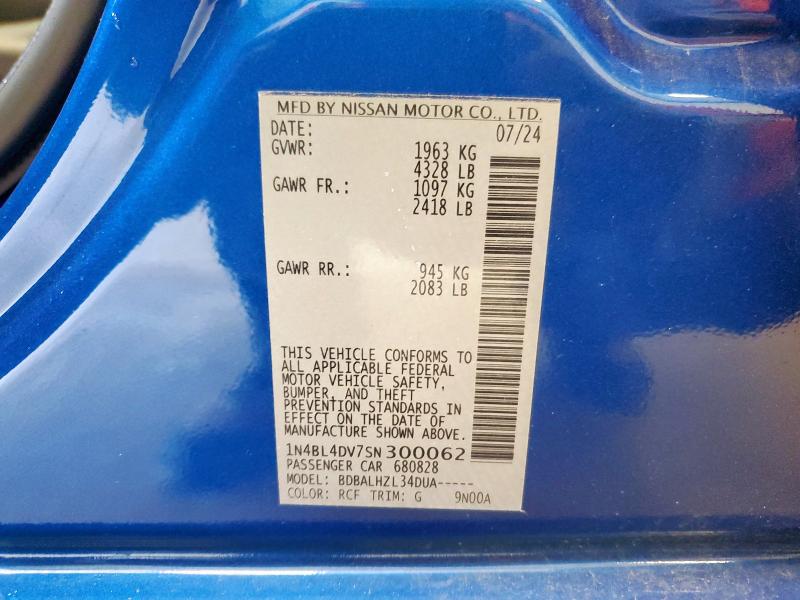 MFD BY NISSAN MOTOR CO., LTD.
DATE: 07/24
GVWR: 1963 KG
4328 LB
GAWR FR.: 1097 KG
2418 LB
GAWR RR.: 945 KG
2083 LB
THIS VEHICLE CONFORMS TO
ALL APPLICABLE FEDERAL
MOTOR VEHICLE SAFETY,
BUMPER, AND THEFT
PREVENTION STANDARDS IN
EFFECT ON THE DATE OF
MANUFACTURE SHOWN ABOVE.
1N4BL4DV7SN300062
PASSENGER CAR 680828
MODEL: BDBALHZL34DUA-----
COLOR: RCF TRIM: G 9N00A